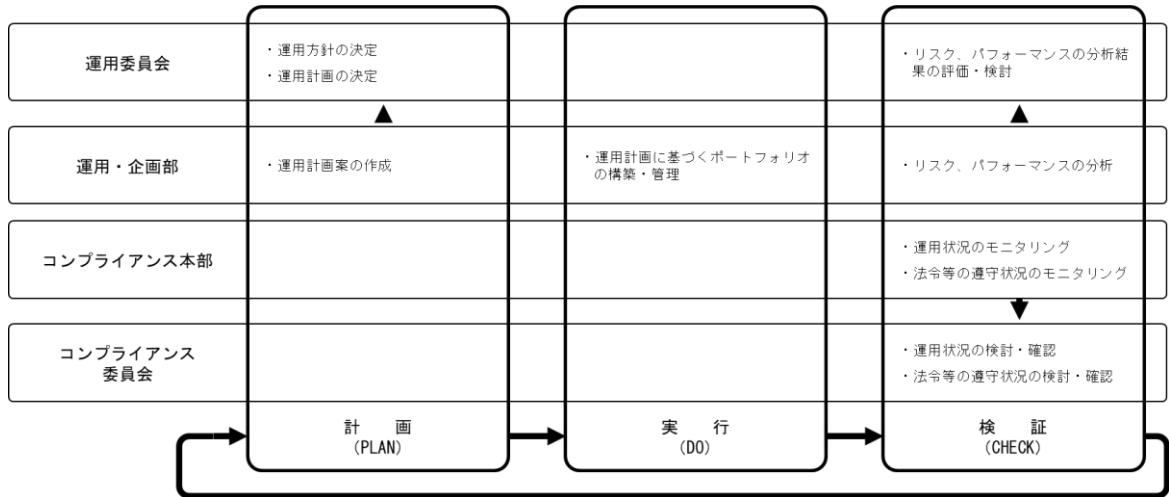 運用委員会
・運用方針の決定
・運用計画の決定
・リスク、パフォーマンスの分析結
果の評価・検討
運用・企画部
・運用計画案の作成
・運用計画に基づくポートフォリオ
の構築・管理
・リスク、パフォーマンスの分析
コンプライアンス本部
・運用状況のモニタリング
・法令等の遵守状況のモニタリング
コンプライアンス
委員会
・運用状況の検討・確認
・法令等の遵守状況の検討・確認
計 画
(PLAN)
実 行
(DO)
検 証
(CHECK)